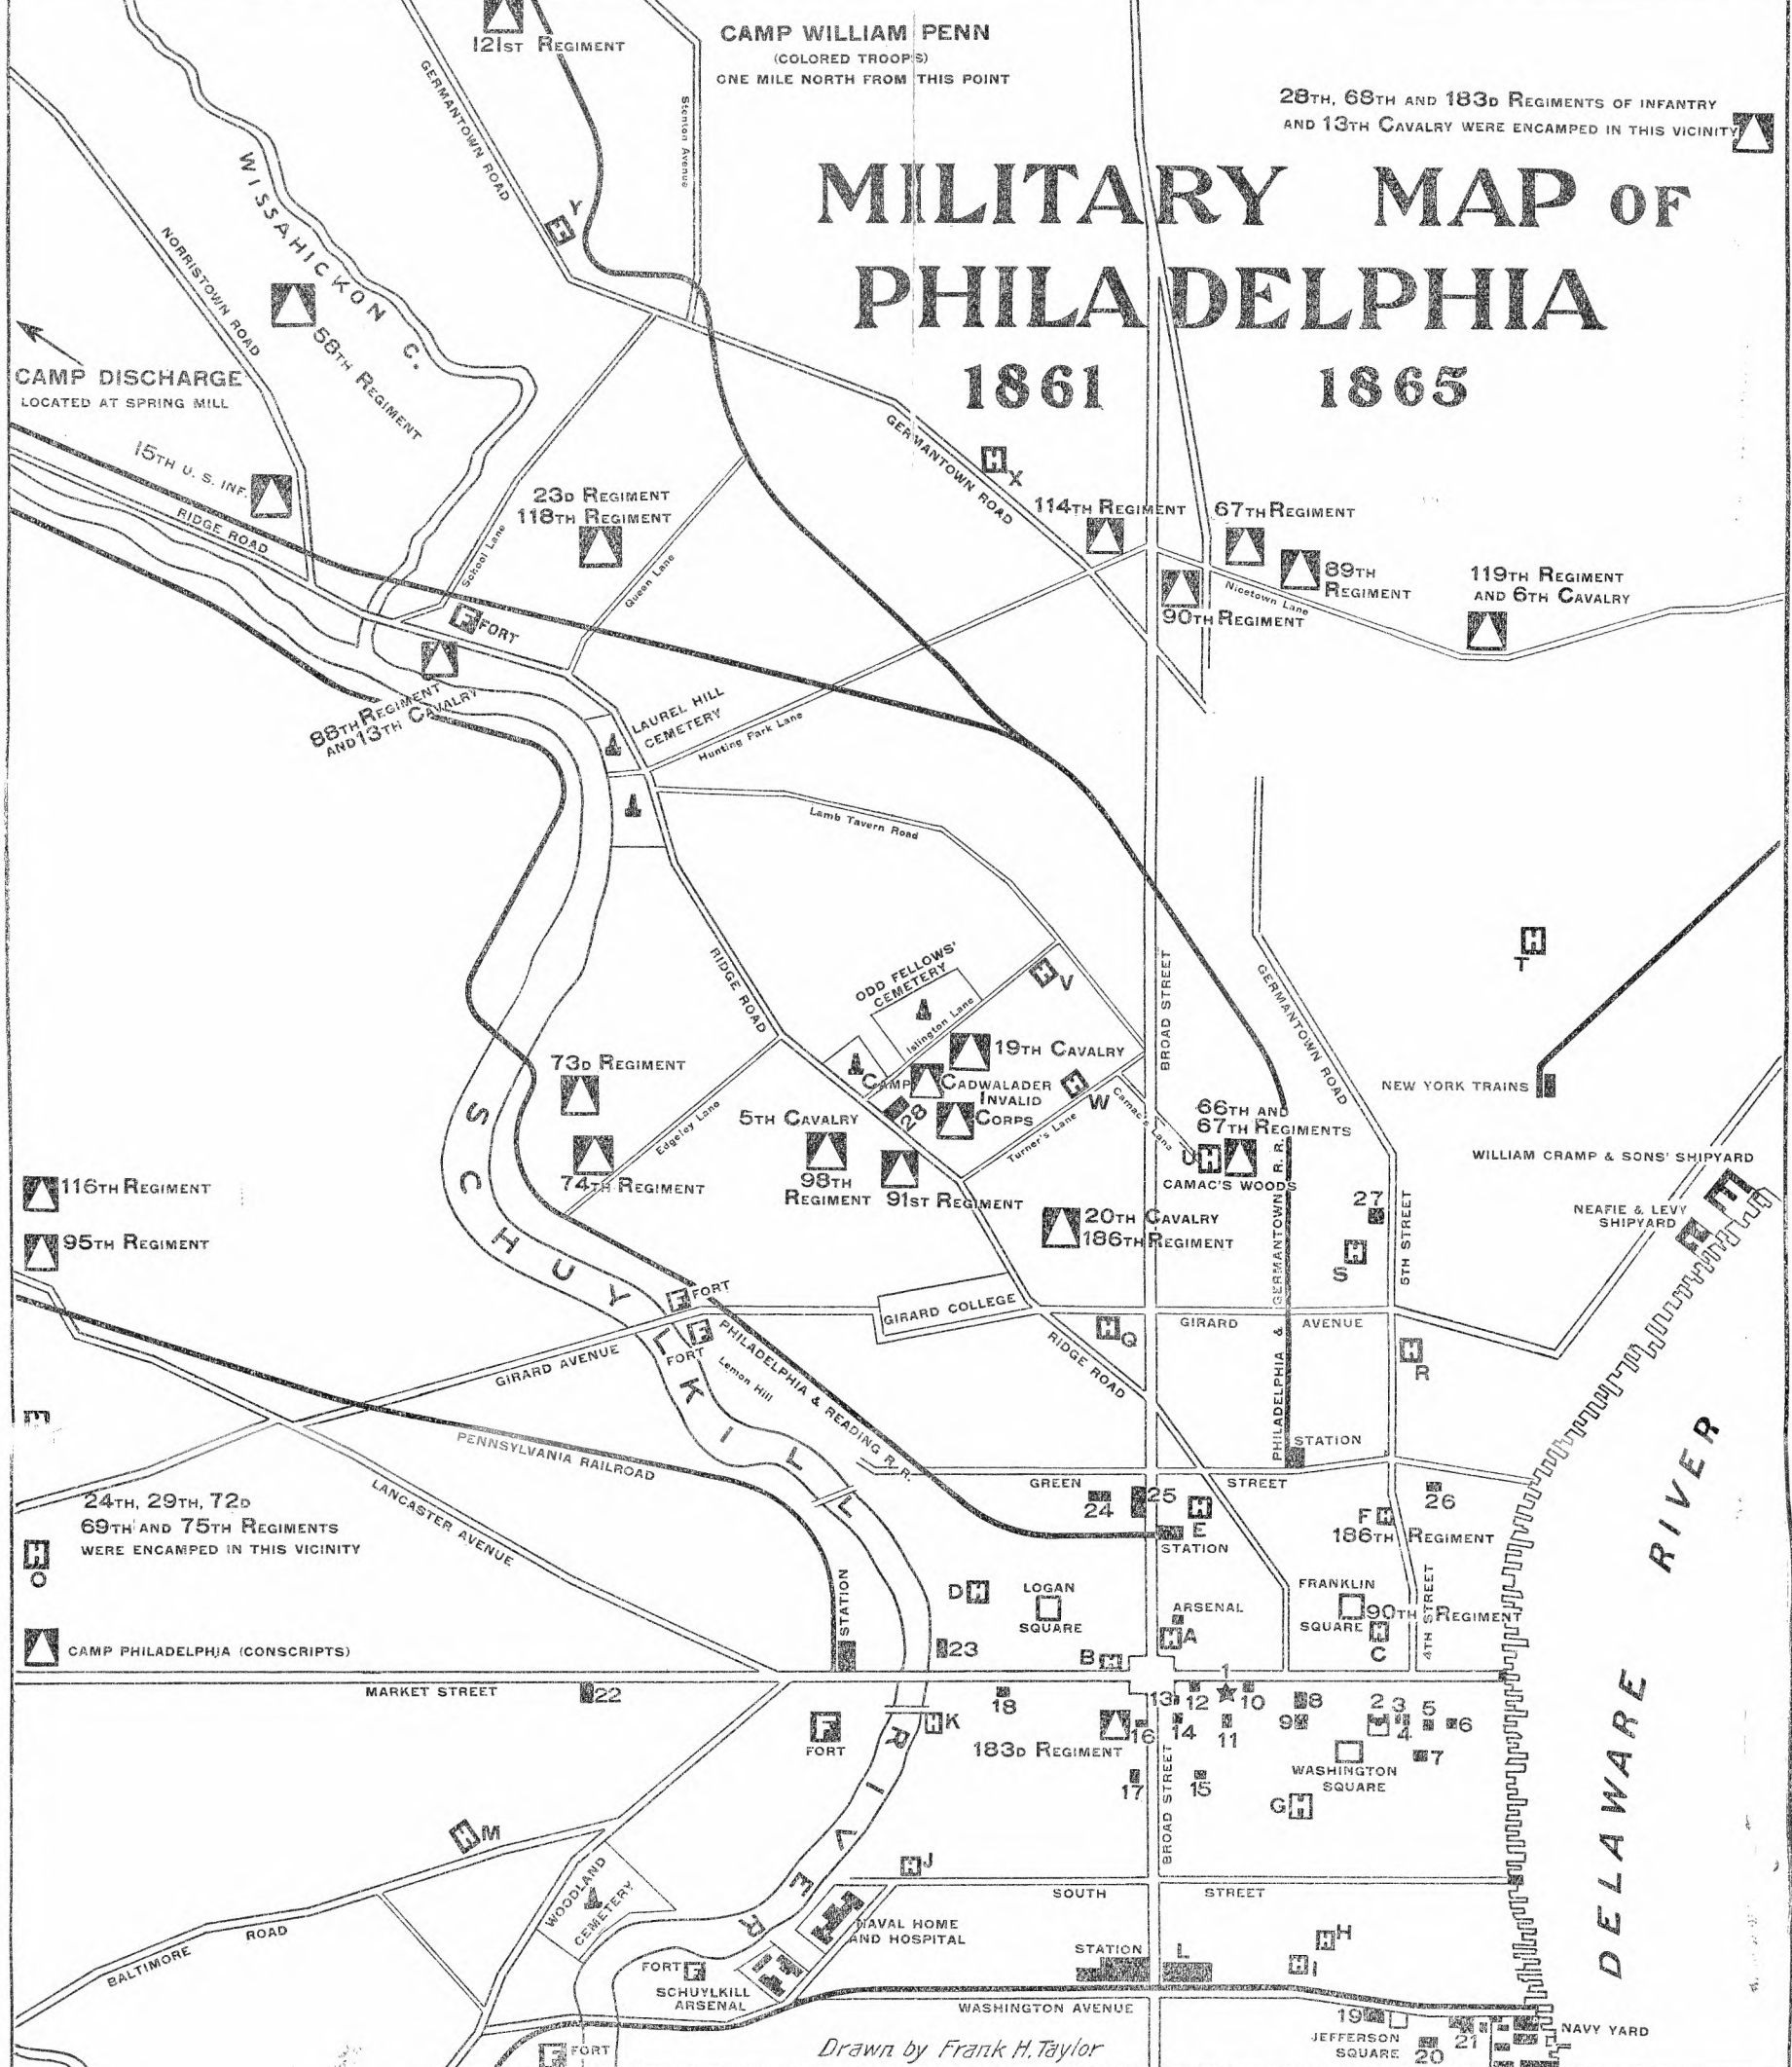 121ST REGIMENT
CAMP WILLIAM PENN
(COLORED TROOPS)
ONE MILE NORTH FROM THIS POINT
28TH, 68TH AND 183D REGIMENTS OF INFANTRY
AND 13TH CAVALRY WERE ENCAMPED IN THIS VICINITY
MILITARY MAP OF
PHILADELPHIA
1861 1865
GERMANTOWN ROAD
Stenton Avenue
Y
WISSAHICKON C.
NORRISTOWN ROAD
58TH REGIMENT
CAMP DISCHARGE
LOCATED AT SPRING MILL
15TH U. S. INF.
RIDGE ROAD
23D REGIMENT
118TH REGIMENT
School Lane
Queen Lane
F FORT
88TH REGIMENT
AND 13TH CAVALRY
GERMANTOWN ROAD
H X
114TH REGIMENT
67TH REGIMENT
89TH
REGIMENT
Nicetown Lane
90TH REGIMENT
119TH REGIMENT
AND 6TH CAVALRY
LAUREL HILL
CEMETERY
Hunting Park Lane
Lamb Tavern Road
RIDGE ROAD
ODD FELLOWS'
CEMETERY
Islington Lane
H V
BROAD STREET
GERMANTOWN ROAD
H
T
NEW YORK TRAINS
19TH CAVALRY
CAMP CADWALADER
INVALID
CORPS
28
H W
Camac's Lane
Turner's Lane
73D REGIMENT
74TH REGIMENT
Edgeley Lane
5TH CAVALRY
98TH
REGIMENT
91ST REGIMENT
66TH AND
67TH REGIMENTS
U H
CAMAC'S WOODS
20TH CAVALRY
186TH REGIMENT
27
H
S
5TH STREET
WILLIAM CRAMP & SONS' SHIPYARD
NEAFIE & LEVY
SHIPYARD
116TH REGIMENT
95TH REGIMENT
SCHUYLKILL RIVER
F FORT
F
FORT
Lemon Hill
GIRARD COLLEGE
GIRARD AVENUE
GIRARD AVENUE
H Q
RIDGE ROAD
H
R
PHILADELPHIA & GERMANTOWN R. R.
PHILADELPHIA & READING R. R.
STATION
PENNSYLVANIA RAILROAD
LANCASTER AVENUE
24TH, 29TH, 72D
69TH AND 75TH REGIMENTS
WERE ENCAMPED IN THIS VICINITY
H
O
CAMP PHILADELPHIA (CONSCRIPTS)
GREEN STREET
24
25
H
E
STATION
26
F H
186TH REGIMENT
D H
LOGAN
SQUARE
STATION
23
ARSENAL
H A
B H
FRANKLIN
SQUARE
90TH REGIMENT
H
C
4TH STREET
MARKET STREET
22
F
FORT
H K
18
183D REGIMENT
16
13
12
1
10
14
11
8
9
2
3
4
5
6
7
WASHINGTON
SQUARE
17
15
BROAD STREET
G H
H M
WOODLAND
CEMETERY
BALTIMORE ROAD
H J
SOUTH STREET
NAVAL HOME
AND HOSPITAL
FORT F
SCHUYLKILL
ARSENAL
STATION
L
H H
H I
WASHINGTON AVENUE
19
JEFFERSON
SQUARE
20
21
NAVY YARD
F FORT
DELAWARE RIVER
Drawn by Frank H. Taylor